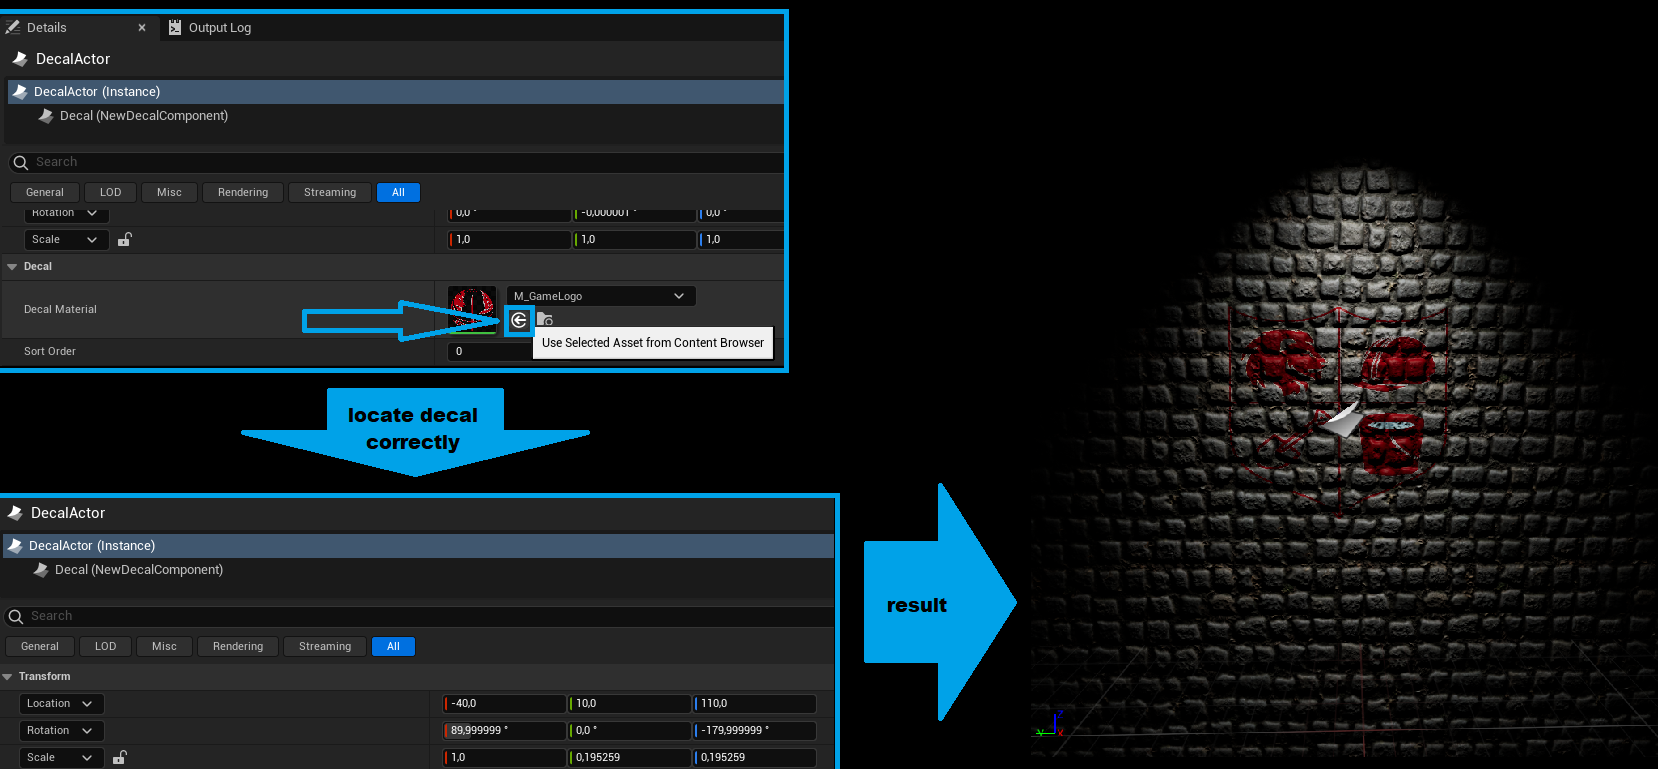 Details
Output Log
DecalActor
DecalActor (Instance)
Decal (NewDecalComponent)
Search
General LOD Misc Rendering Streaming All
Rotation 0,0 ° -0,000001 ° 0,0 °
Scale 1,0 1,0 1,0
Decal
M_GameLogo
Decal Material
Use Selected Asset from Content Browser
Sort Order 0
locate decal
correctly
DecalActor
DecalActor (Instance)
Decal (NewDecalComponent)
Search
General LOD Misc Rendering Streaming All
Transform
Location -40,0 10,0 110,0
Rotation 89,999999 ° 0,0 ° -179,999999 °
Scale 1,0 0,195259 0,195259
result
Z
Y X